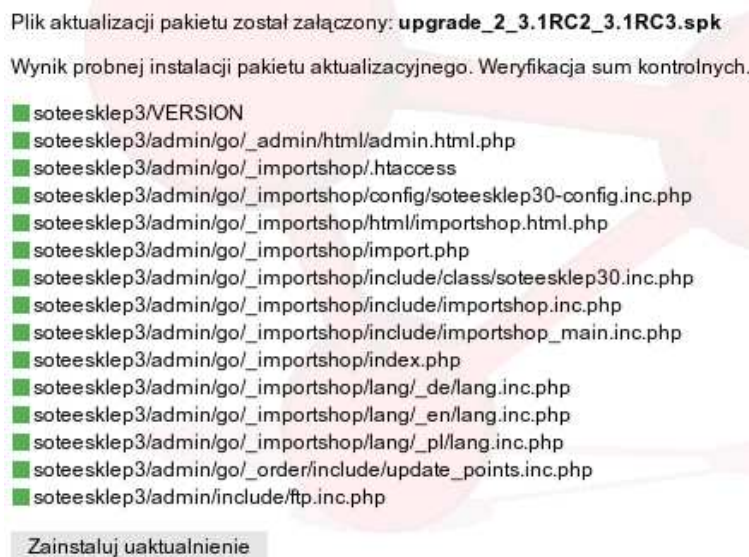 Plik aktualizacji pakietu został załączony: upgrade_2_3.1RC2_3.1RC3.spk
Wynik probnej instalacji pakietu aktualizacyjnego. Weryfikacja sum kontrolnych.
soteesklep3/VERSION
soteesklep3/admin/go/_admin/html/admin.html.php
soteesklep3/admin/go/_importshop/.htaccess
soteesklep3/admin/go/_importshop/config/soteesklep30-config.inc.php
soteesklep3/admin/go/_importshop/html/importshop.html.php
soteesklep3/admin/go/_importshop/import.php
soteesklep3/admin/go/_importshop/include/class/soteesklep30.inc.php
soteesklep3/admin/go/_importshop/include/importshop.inc.php
soteesklep3/admin/go/_importshop/include/importshop_main.inc.php
soteesklep3/admin/go/_importshop/index.php
soteesklep3/admin/go/_importshop/lang/_de/lang.inc.php
soteesklep3/admin/go/_importshop/lang/_en/lang.inc.php
soteesklep3/admin/go/_importshop/lang/_pl/lang.inc.php
soteesklep3/admin/go/_order/include/update_points.inc.php
soteesklep3/admin/include/ftp.inc.php
Zainstaluj uaktualnienie